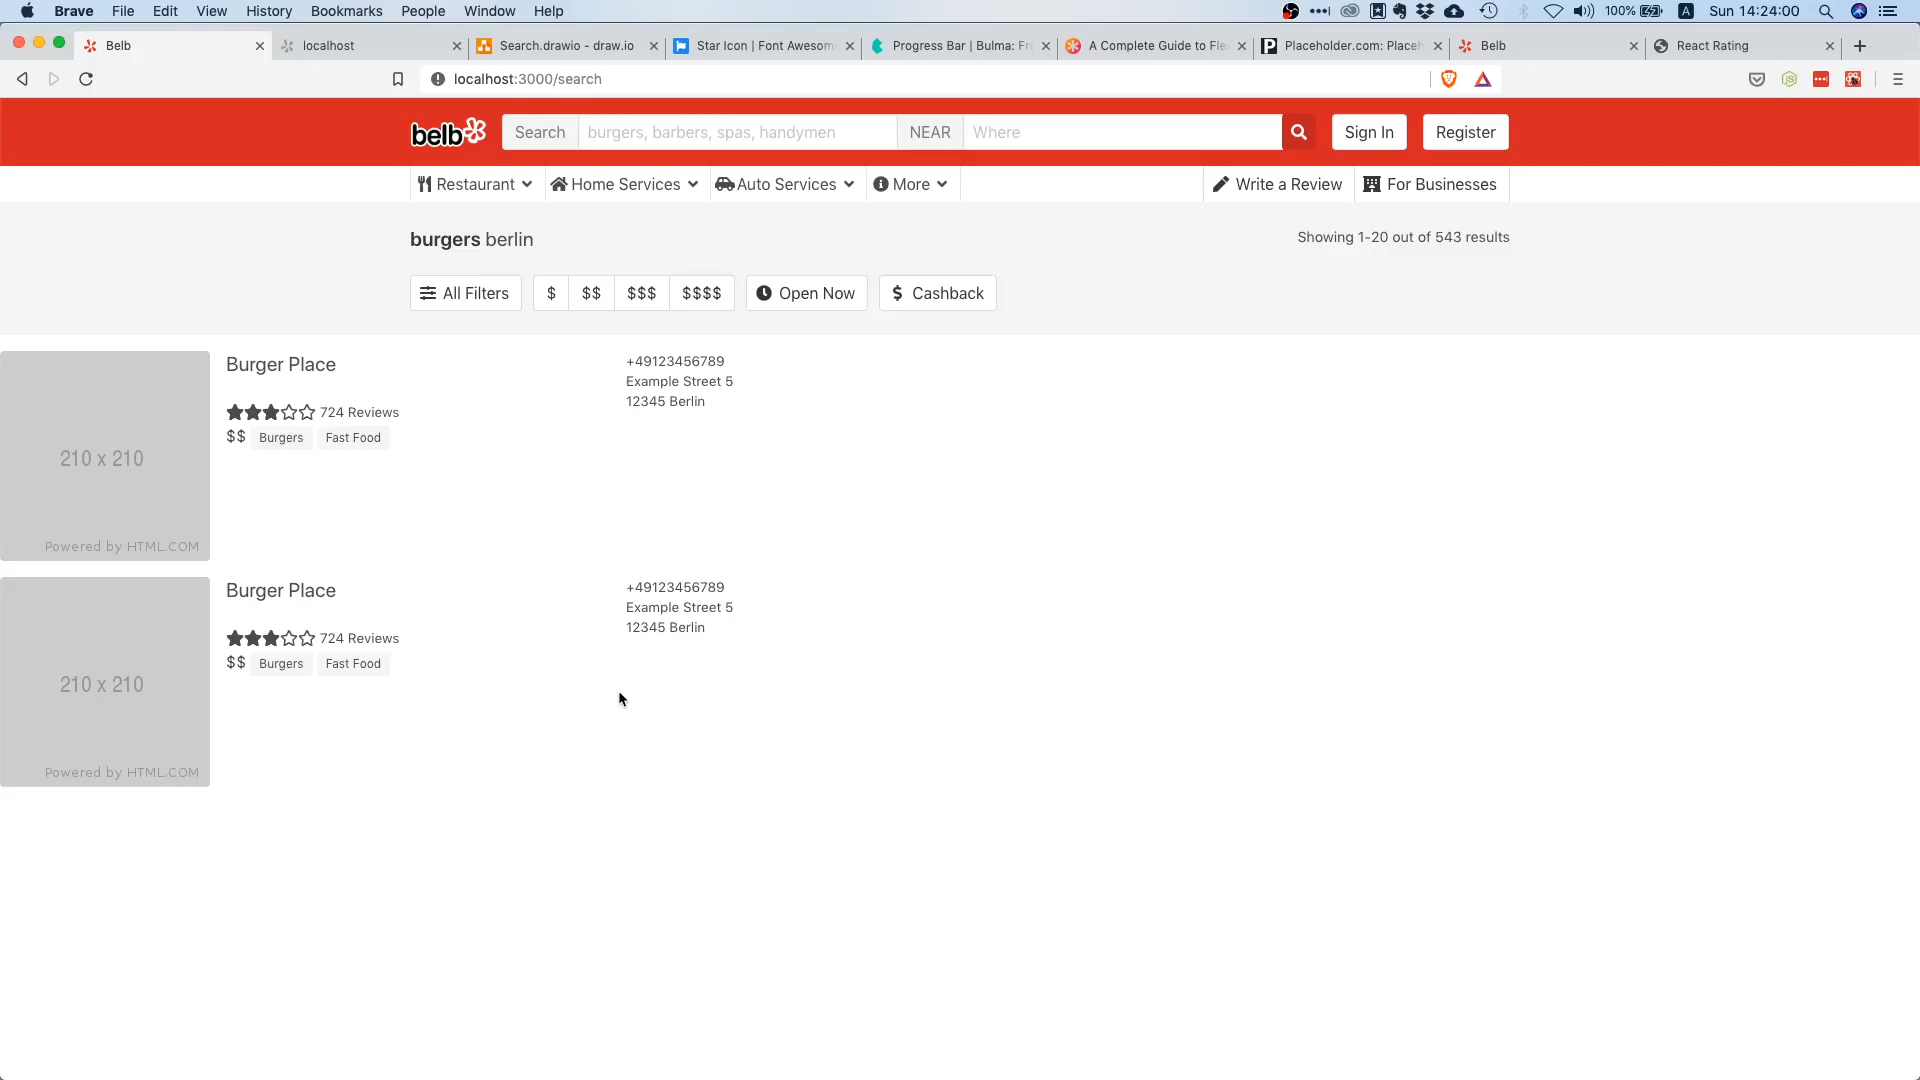 Brave File Edit View History Bookmarks People Window Help 100% A Sun 14:24:00
Belb localhost Search.drawio - draw.io Star Icon | Font Awesom Progress Bar | Bulma: Fr A Complete Guide to Fle Placeholder.com: Placeh Belb React Rating
localhost:3000/search
belb Search burgers, barbers, spas, handymen NEAR Where Sign In Register
Restaurant Home Services Auto Services More Write a Review For Businesses
burgers berlin Showing 1-20 out of 543 results
All Filters $ $$ $$$ $$$$ Open Now $ Cashback
210 x 210
Powered by HTML.COM
Burger Place
724 Reviews
$$ Burgers Fast Food
+49123456789
Example Street 5
12345 Berlin
210 x 210
Powered by HTML.COM
Burger Place
724 Reviews
$$ Burgers Fast Food
+49123456789
Example Street 5
12345 Berlin